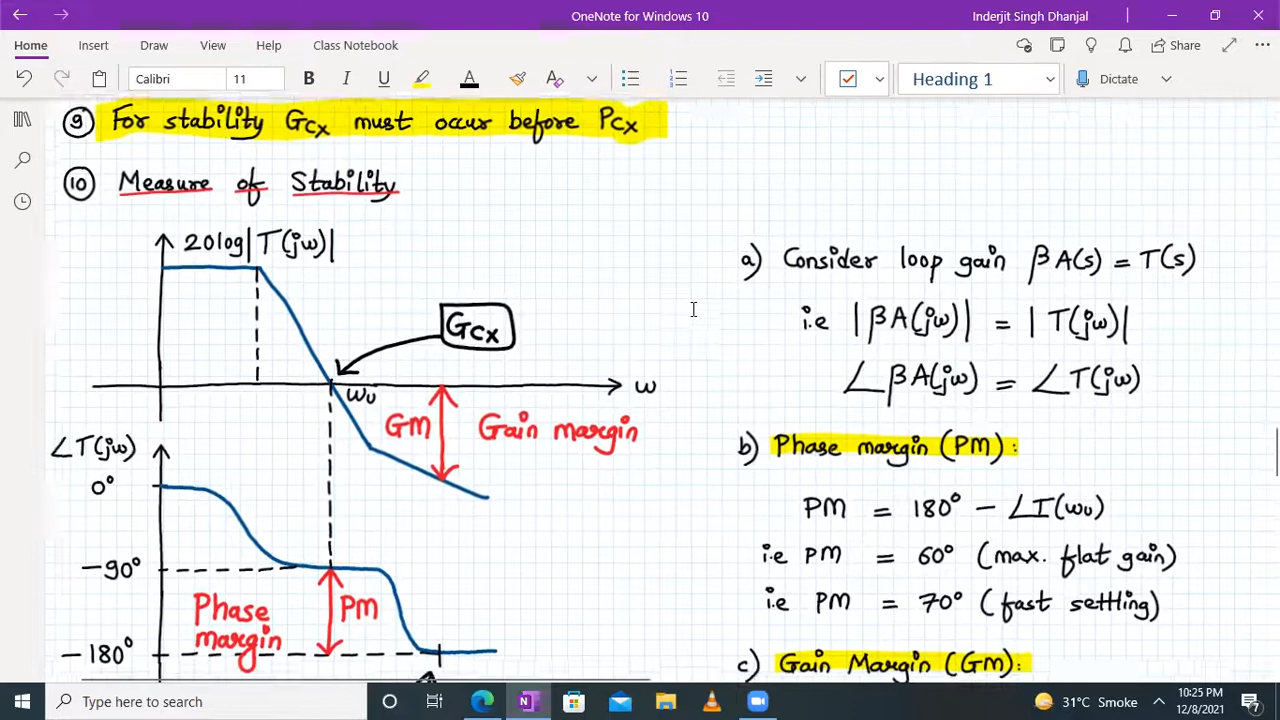 OneNote for Windows 10
Inderjit Singh Dhanjal
Home Insert Draw View Help Class Notebook
Share
Calibri 11 B I U A Heading 1 Dictate
9 For stability Gcx must occur before Pcx
10 Measure of Stability
20log|T(jω)|
Gcx
ω
ω₀
GM Gain margin
∠T(jω)
0°
-90°
Phase margin
PM
-180°
a) Consider loop gain βA(s) = T(s)
i.e |βA(jω)| = |T(jω)|
∠βA(jω) = ∠T(jω)
b) Phase margin (PM):
PM = 180° - ∠T(ω₀)
i.e PM = 60° (max. flat gain)
i.e PM = 70° (fast settling)
c) Gain Margin (GM):
Type here to search
31°C Smoke
10:25 PM
12/8/2021
7